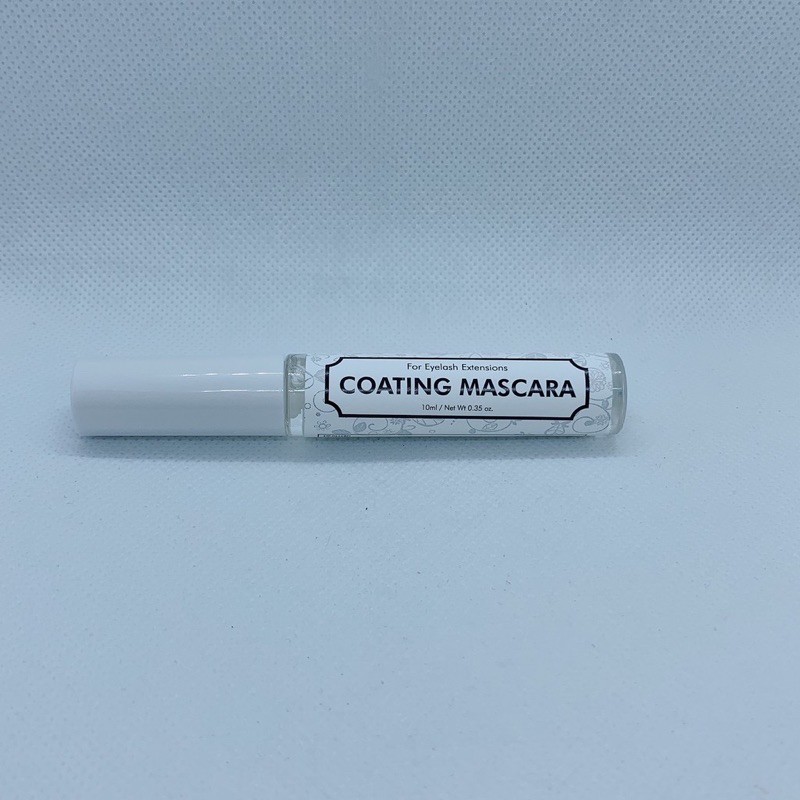 For Eyelash Extensions
COATING MASCARA
10ml / Net Wt 0.35 oz.